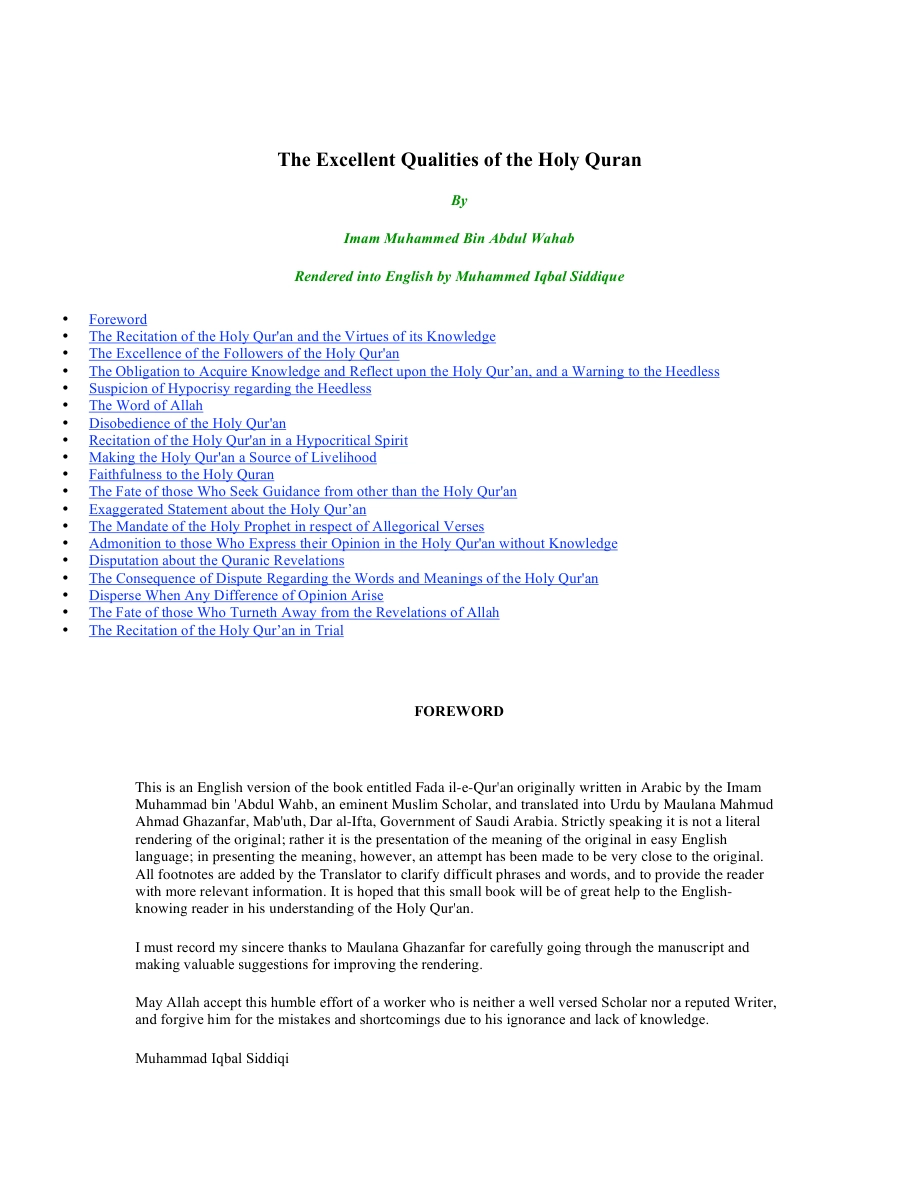 The Excellent Qualities of the Holy Quran
By
Imam Muhammed Bin Abdul Wahab
Rendered into English by Muhammed Iqbal Siddique
• Foreword
• The Recitation of the Holy Qur'an and the Virtues of its Knowledge
• The Excellence of the Followers of the Holy Qur'an
• The Obligation to Acquire Knowledge and Reflect upon the Holy Qur’an, and a Warning to the Heedless
• Suspicion of Hypocrisy regarding the Heedless
• The Word of Allah
• Disobedience of the Holy Qur'an
• Recitation of the Holy Qur'an in a Hypocritical Spirit
• Making the Holy Qur'an a Source of Livelihood
• Faithfulness to the Holy Quran
• The Fate of those Who Seek Guidance from other than the Holy Qur'an
• Exaggerated Statement about the Holy Qur’an
• The Mandate of the Holy Prophet in respect of Allegorical Verses
• Admonition to those Who Express their Opinion in the Holy Qur'an without Knowledge
• Disputation about the Quranic Revelations
• The Consequence of Dispute Regarding the Words and Meanings of the Holy Qur'an
• Disperse When Any Difference of Opinion Arise
• The Fate of those Who Turneth Away from the Revelations of Allah
• The Recitation of the Holy Qur’an in Trial
FOREWORD
This is an English version of the book entitled Fada il-e-Qur'an originally written in Arabic by the Imam
Muhammad bin 'Abdul Wahb, an eminent Muslim Scholar, and translated into Urdu by Maulana Mahmud
Ahmad Ghazanfar, Mab'uth, Dar al-Ifta, Government of Saudi Arabia. Strictly speaking it is not a literal
rendering of the original; rather it is the presentation of the meaning of the original in easy English
language; in presenting the meaning, however, an attempt has been made to be very close to the original.
All footnotes are added by the Translator to clarify difficult phrases and words, and to provide the reader
with more relevant information. It is hoped that this small book will be of great help to the English-
knowing reader in his understanding of the Holy Qur'an.
I must record my sincere thanks to Maulana Ghazanfar for carefully going through the manuscript and
making valuable suggestions for improving the rendering.
May Allah accept this humble effort of a worker who is neither a well versed Scholar nor a reputed Writer,
and forgive him for the mistakes and shortcomings due to his ignorance and lack of knowledge.
Muhammad Iqbal Siddiqi